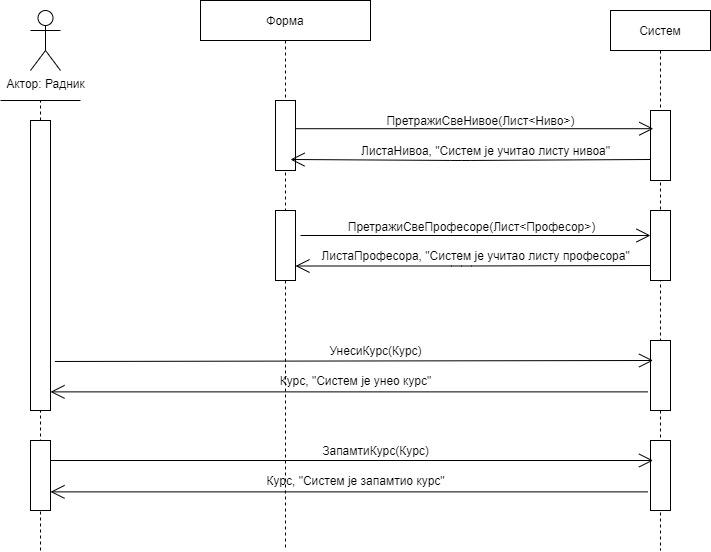 Форма
Систем
Актор: Радник
ПретражиСвеНивое(Лист<Ниво>)
ЛистаНивоа, "Систем је учитао листу нивоа"
ПретражиСвеПрофесоре(Лист<Професор>)
ЛистаПрофесора, "Систем је учитао листу професора"
УнесиКурс(Курс)
Курс, "Систем је унео курс"
ЗапамтиКурс(Курс)
Курс, "Систем је запамтио курс"